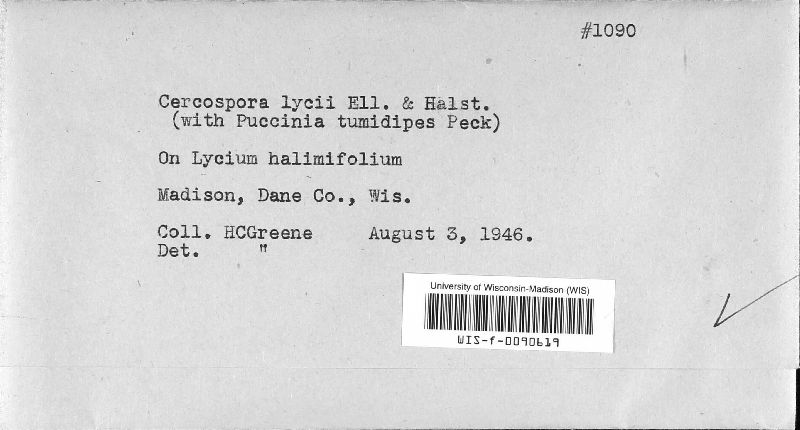 #1090
Cercospora lycii Ell. & Halst.
(with Puccinia tumidipes Peck)
On Lycium halimifolium
Madison, Dane Co., Wis.
Coll. HCGreene August 3, 1946.
Det. "
University of Wisconsin-Madison (WIS)
WIS-f-0090619